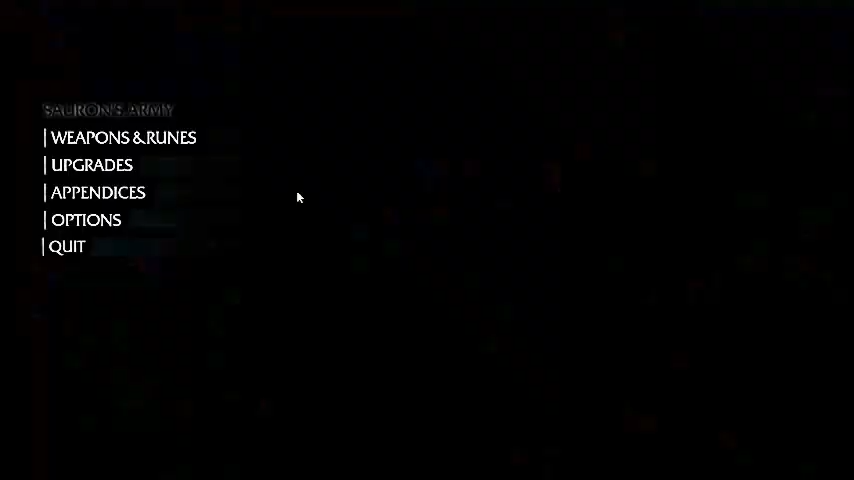 SAURON'S ARMY
WEAPONS & RUNES
UPGRADES
APPENDICES
OPTIONS
QUIT